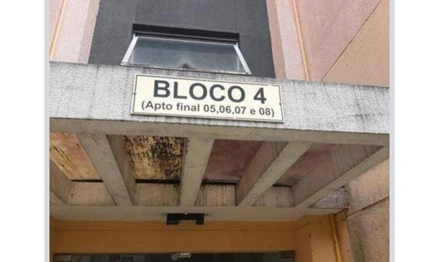 BLOCO 4
(Apto final 05,06,07 e 08)